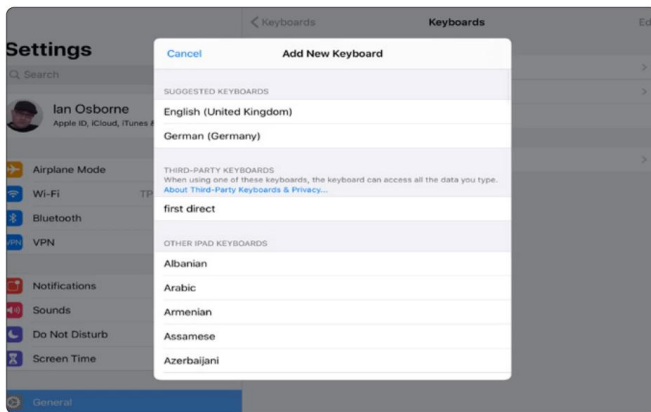 Keyboards
Keyboards
Ed
Settings
Search
Ian Osborne
Apple ID, iCloud, iTunes &
Airplane Mode
Wi-Fi
TP
Bluetooth
VPN
VPN
Notifications
Sounds
Do Not Disturb
Screen Time
General
Cancel
Add New Keyboard
SUGGESTED KEYBOARDS
English (United Kingdom)
German (Germany)
THIRD-PARTY KEYBOARDS
When using one of these keyboards, the keyboard can access all the data you type.
About Third-Party Keyboards & Privacy...
first direct
OTHER IPAD KEYBOARDS
Albanian
Arabic
Armenian
Assamese
Azerbaijani